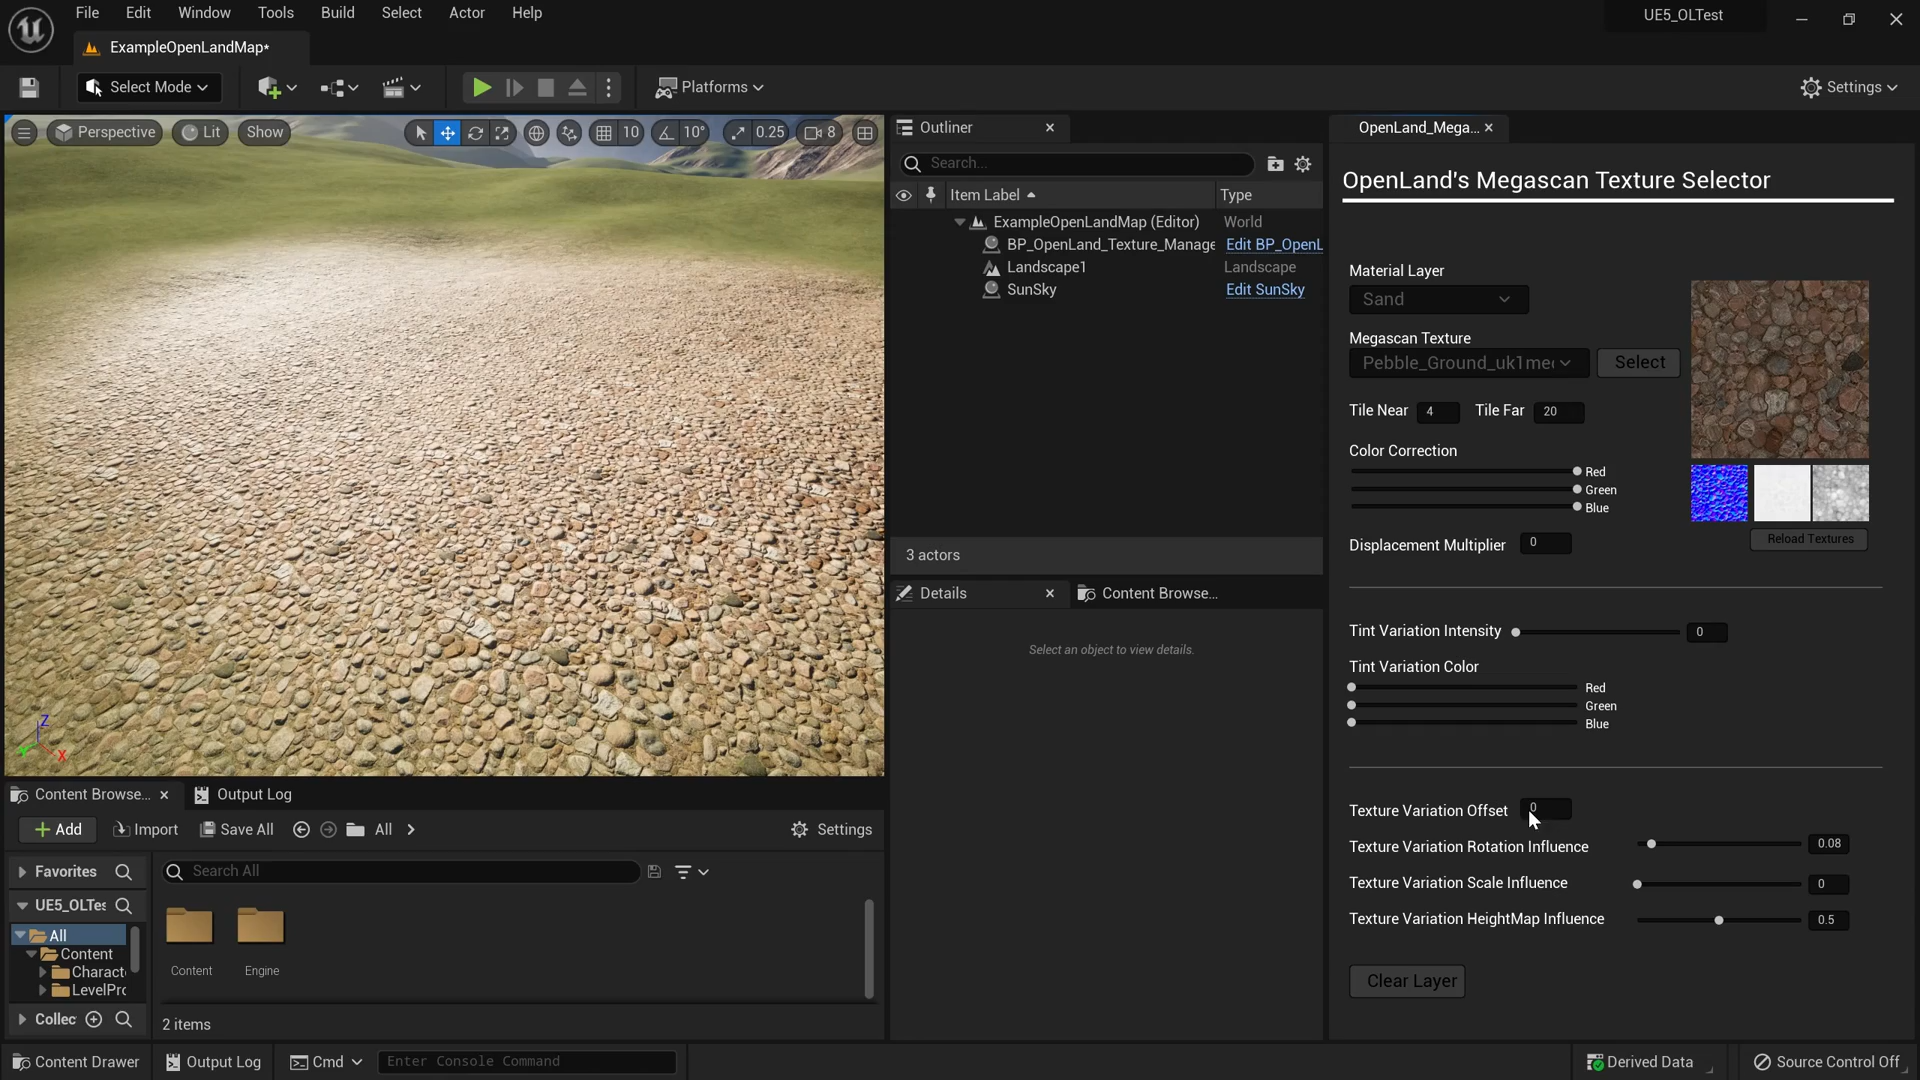 File Edit Window Tools Build Select Actor Help
UE5_OLTest
ExampleOpenLandMap*
Select Mode
Platforms
Settings
Perspective Lit Show
10 10° 0.25 8
Outliner
Search...
Item Label Type
ExampleOpenLandMap (Editor) World
BP_OpenLand_Texture_Manage Edit BP_OpenL
Landscape1 Landscape
SunSky Edit SunSky
3 actors
Details Content Browse...
Select an object to view details.
OpenLand_Mega...
OpenLand's Megascan Texture Selector
Material Layer
Sand
Megascan Texture
Pebble_Ground_uk1me Select
Tile Near 4 Tile Far 20
Color Correction
Red
Green
Blue
Displacement Multiplier 0
Reload Textures
Tint Variation Intensity 0
Tint Variation Color
Red
Green
Blue
Texture Variation Offset 0
Texture Variation Rotation Influence 0.08
Texture Variation Scale Influence 0
Texture Variation HeightMap Influence 0.5
Clear Layer
Z
Y
X
Content Browse... Output Log
Add Import Save All All Settings
Favorites
Search All
UE5_OLTes
All
Content
Charact
LevelPro
Collec
Content Engine
2 items
Content Drawer Output Log Cmd Enter Console Command
Derived Data Source Control Off